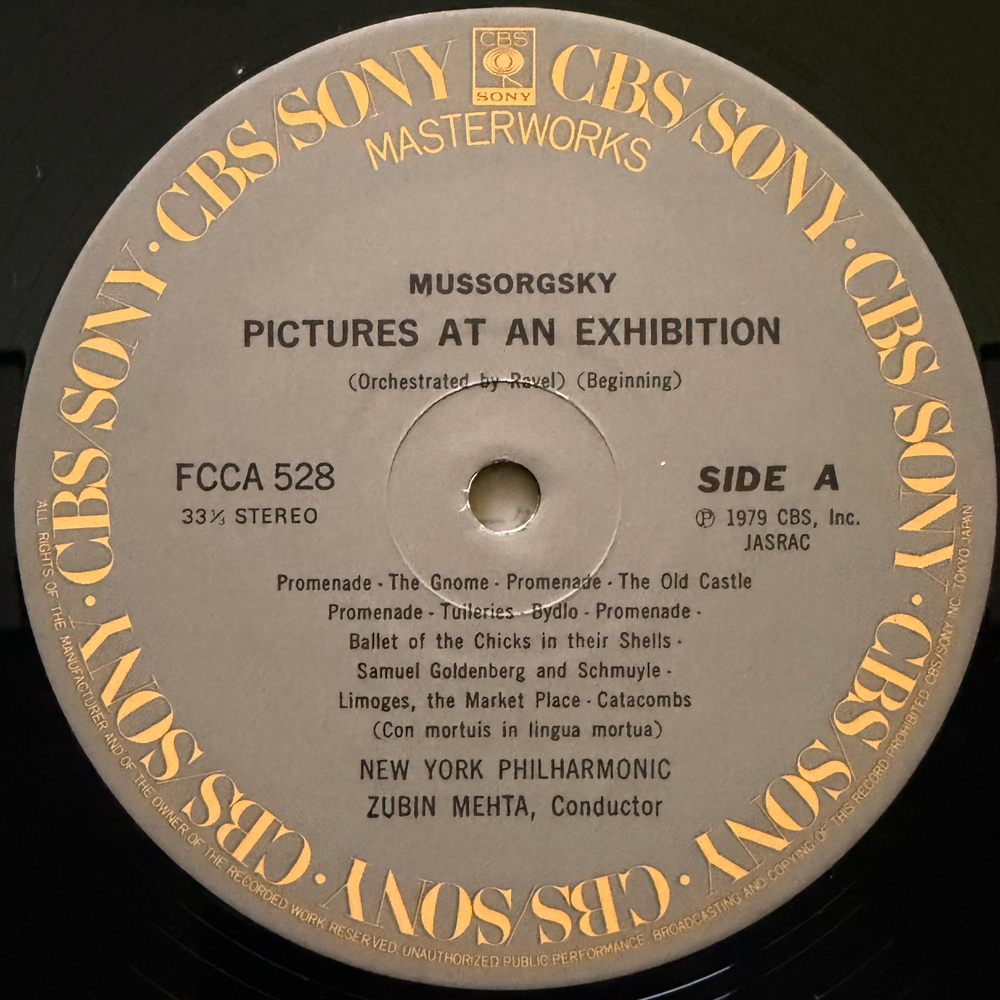 CBS
SONY
CBS/SONY · CBS/SONY · CBS/SONY · CBS/SONY · CBS/SONY · CBS/SONY · CBS/SONY · CBS/SONY
MASTERWORKS
MUSSORGSKY
PICTURES AT AN EXHIBITION
(Orchestrated by Ravel) (Beginning)
FCCA 528
33⅓ STEREO
SIDE A
Ⓟ 1979 CBS, Inc.
JASRAC
Promenade - The Gnome - Promenade - The Old Castle
Promenade - Tuileries - Bydlo - Promenade -
Ballet of the Chicks in their Shells -
Samuel Goldenberg and Schmuyle -
Limoges, the Market Place - Catacombs
(Con mortuis in lingua mortua)
NEW YORK PHILHARMONIC
ZUBIN MEHTA, Conductor
ALL RIGHTS OF THE MANUFACTURER AND OF THE OWNER OF THE RECORDED WORK RESERVED. UNAUTHORIZED PUBLIC PERFORMANCE. BROADCASTING AND COPYING OF THIS RECORD PROHIBITED CBS/SONY INC. TOKYO JAPAN